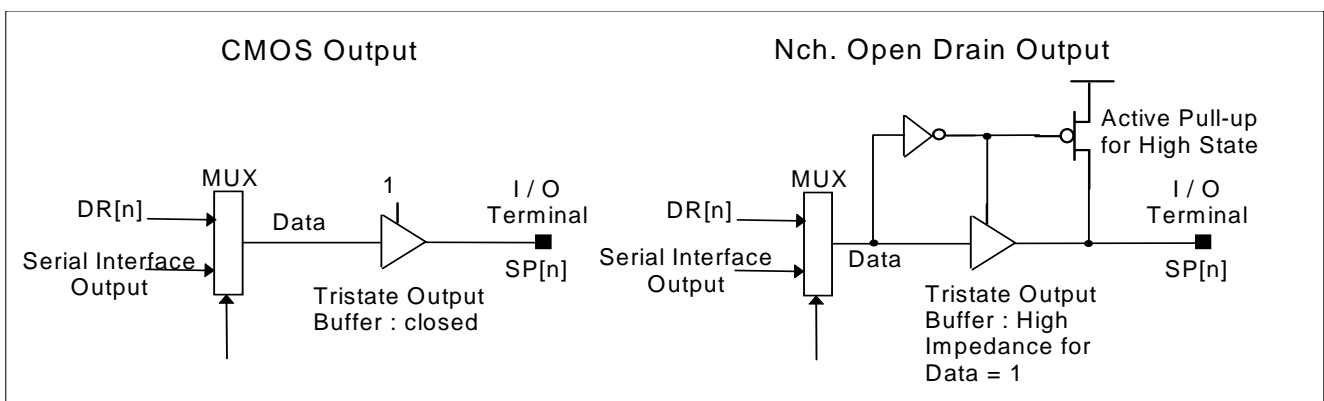 CMOS Output
MUX
DR[n]
Serial Interface
Output
Data
1
I / O
Terminal
SP[n]
Tristate Output
Buffer : closed
Nch. Open Drain Output
Active Pull-up
for High State
MUX
DR[n]
Serial Interface
Output
Data
I / O
Terminal
SP[n]
Tristate Output
Buffer : High
Impedance for
Data = 1